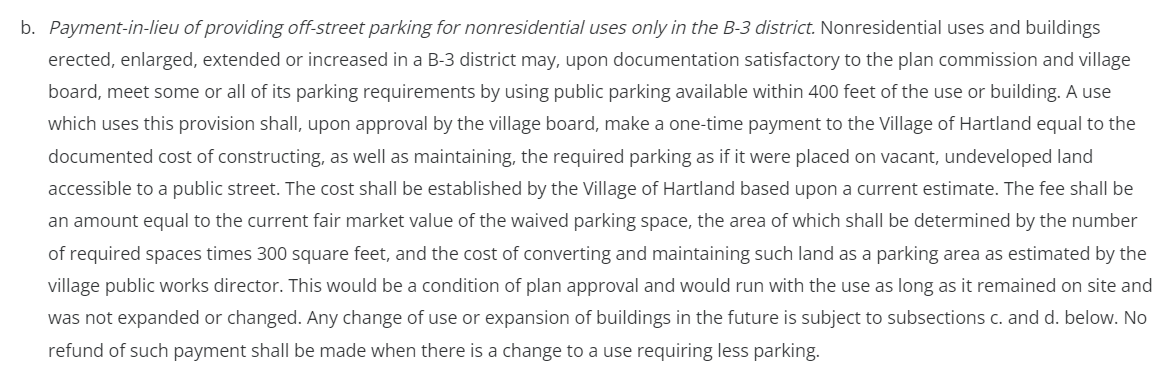 b. Payment-in-lieu of providing off-street parking for nonresidential uses only in the B-3 district. Nonresidential uses and buildings
erected, enlarged, extended or increased in a B-3 district may, upon documentation satisfactory to the plan commission and village
board, meet some or all of its parking requirements by using public parking available within 400 feet of the use or building. A use
which uses this provision shall, upon approval by the village board, make a one-time payment to the Village of Hartland equal to the
documented cost of constructing, as well as maintaining, the required parking as if it were placed on vacant, undeveloped land
accessible to a public street. The cost shall be established by the Village of Hartland based upon a current estimate. The fee shall be
an amount equal to the current fair market value of the waived parking space, the area of which shall be determined by the number
of required spaces times 300 square feet, and the cost of converting and maintaining such land as a parking area as estimated by the
village public works director. This would be a condition of plan approval and would run with the use as long as it remained on site and
was not expanded or changed. Any change of use or expansion of buildings in the future is subject to subsections c. and d. below. No
refund of such payment shall be made when there is a change to a use requiring less parking.